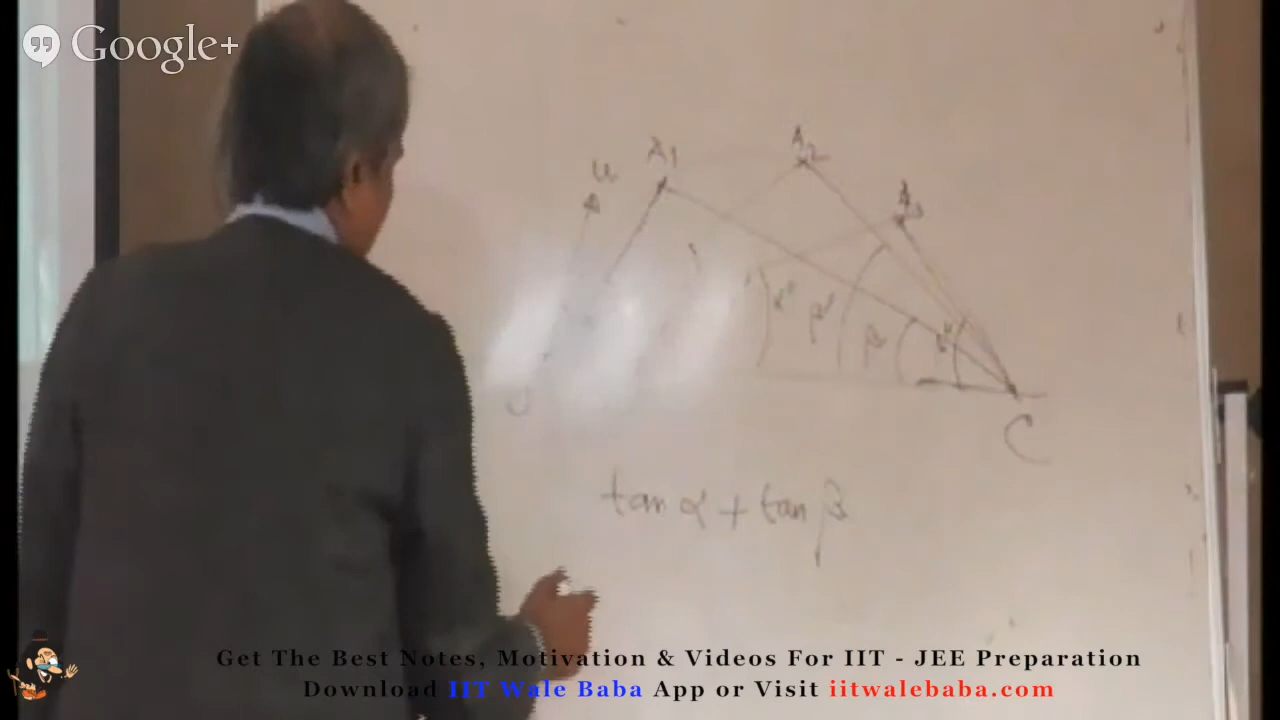 Google+
u A1 A2 A3
α" β' β
C
tan α + tan β
Get The Best Notes, Motivation & Videos For IIT - JEE Preparation
Download IIT Wale Baba App or Visit iitwalebaba.com